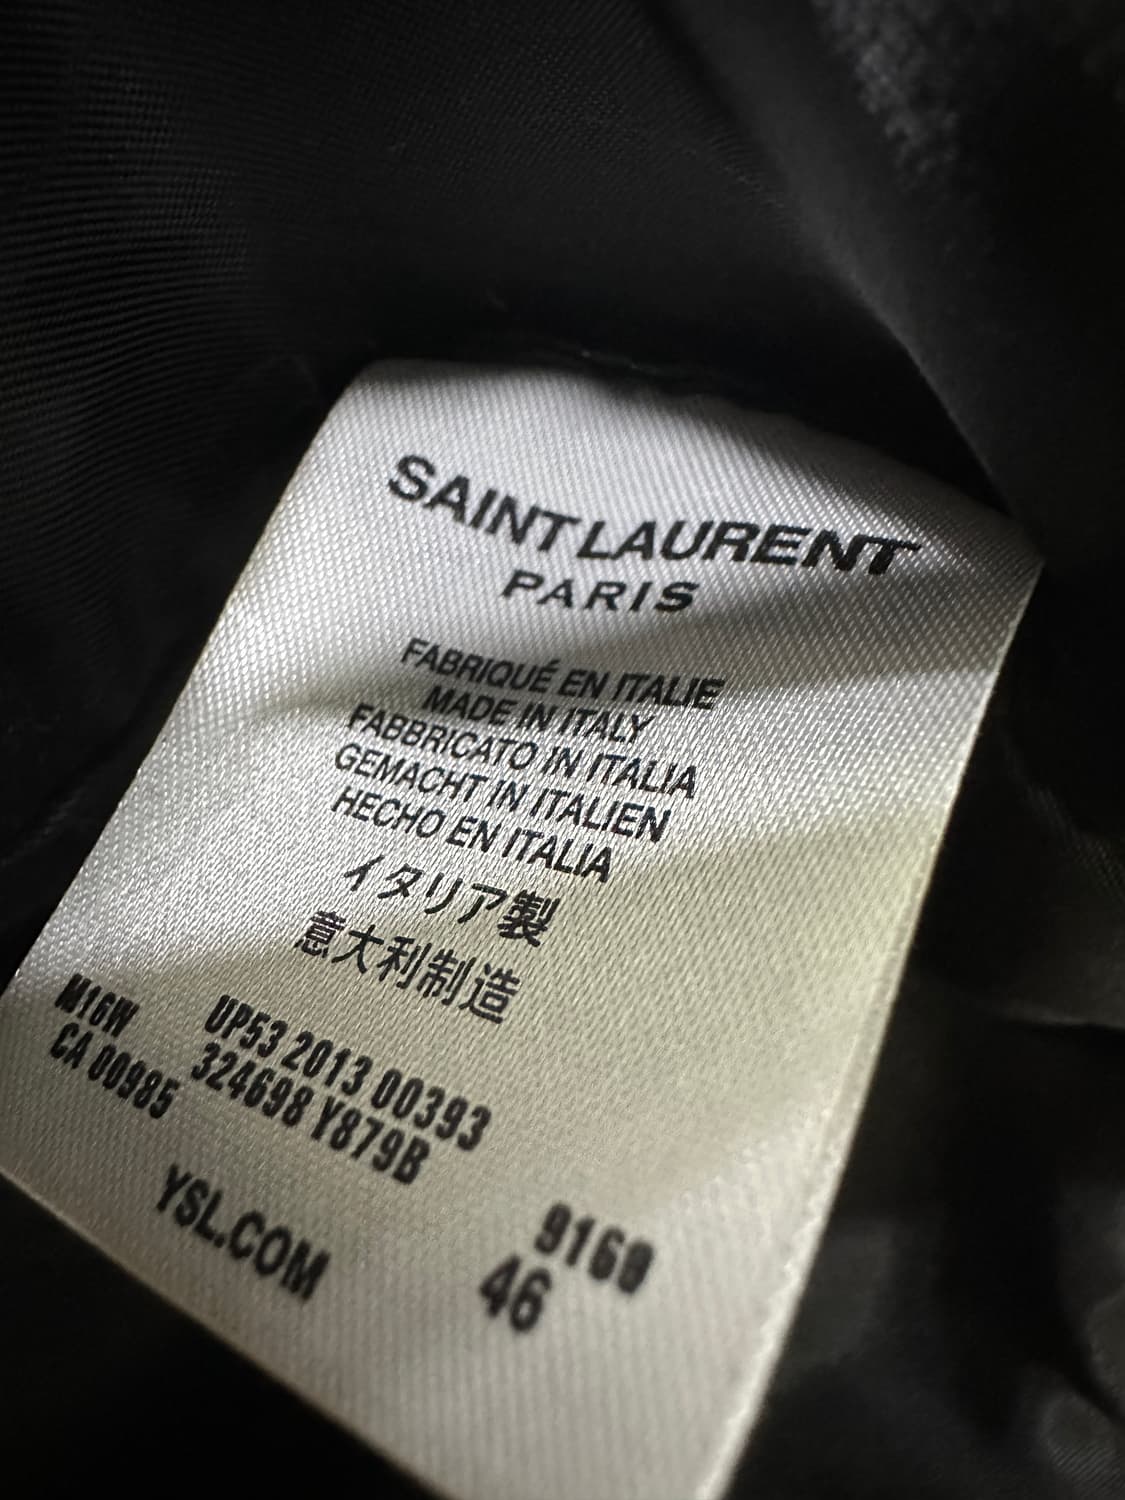 SAINT LAURENT
PARIS
FABRIQUÉ EN ITALIE
MADE IN ITALY
FABBRICATO IN ITALIA
GEMACHT IN ITALIEN
HECHO EN ITALIA
イタリア製
意大利制造
M16W UP53 2013 00393
CA 00985 324698 Y879B
YSL.COM 9160
46